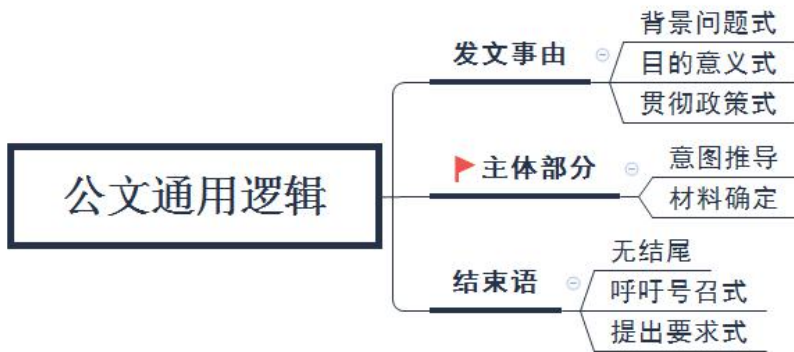 公文通用逻辑
发文事由
背景问题式
目的意义式
贯彻政策式
主体部分
意图推导
材料确定
结束语
无结尾
呼吁号召式
提出要求式